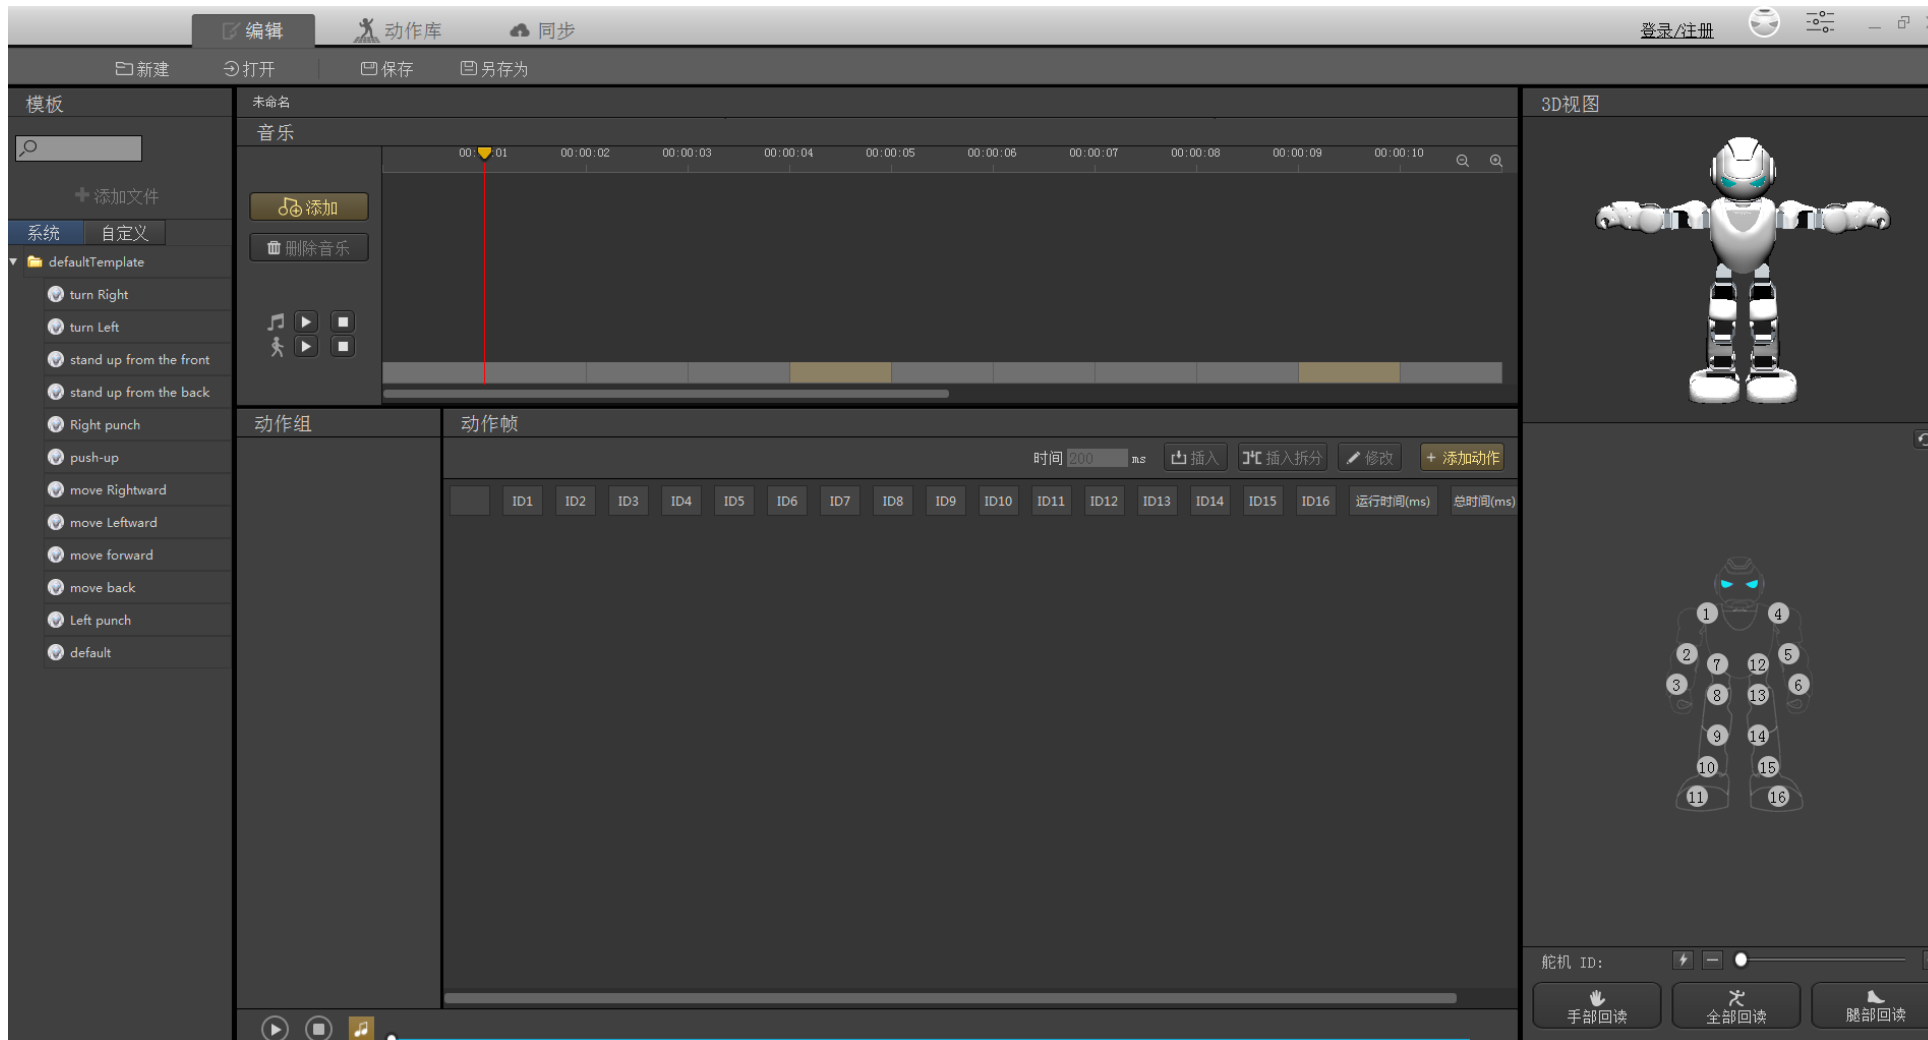 编辑 动作库 同步 登录/注册
新建 打开 保存 另存为
模板
添加文件
系统 自定义
defaultTemplate
turn Right
turn Left
stand up from the front
stand up from the back
Right punch
push-up
move Rightward
move Leftward
move forward
move back
Left punch
default
未命名
音乐
00:00:02 00:00:03 00:00:04 00:00:05 00:00:06 00:00:07 00:00:08 00:00:09 00:00:10
添加
删除音乐
动作组
动作帧
时间 200 ms 插入 插入拆分 修改 + 添加动作
ID1 ID2 ID3 ID4 ID5 ID6 ID7 ID8 ID9 ID10 ID11 ID12 ID13 ID14 ID15 ID16 运行时间(ms) 总时间(ms)
3D视图
1 4
2 5
7 12
3 6
8 13
9 14
10 15
11 16
舵机 ID:
手部回读 全部回读 腿部回读